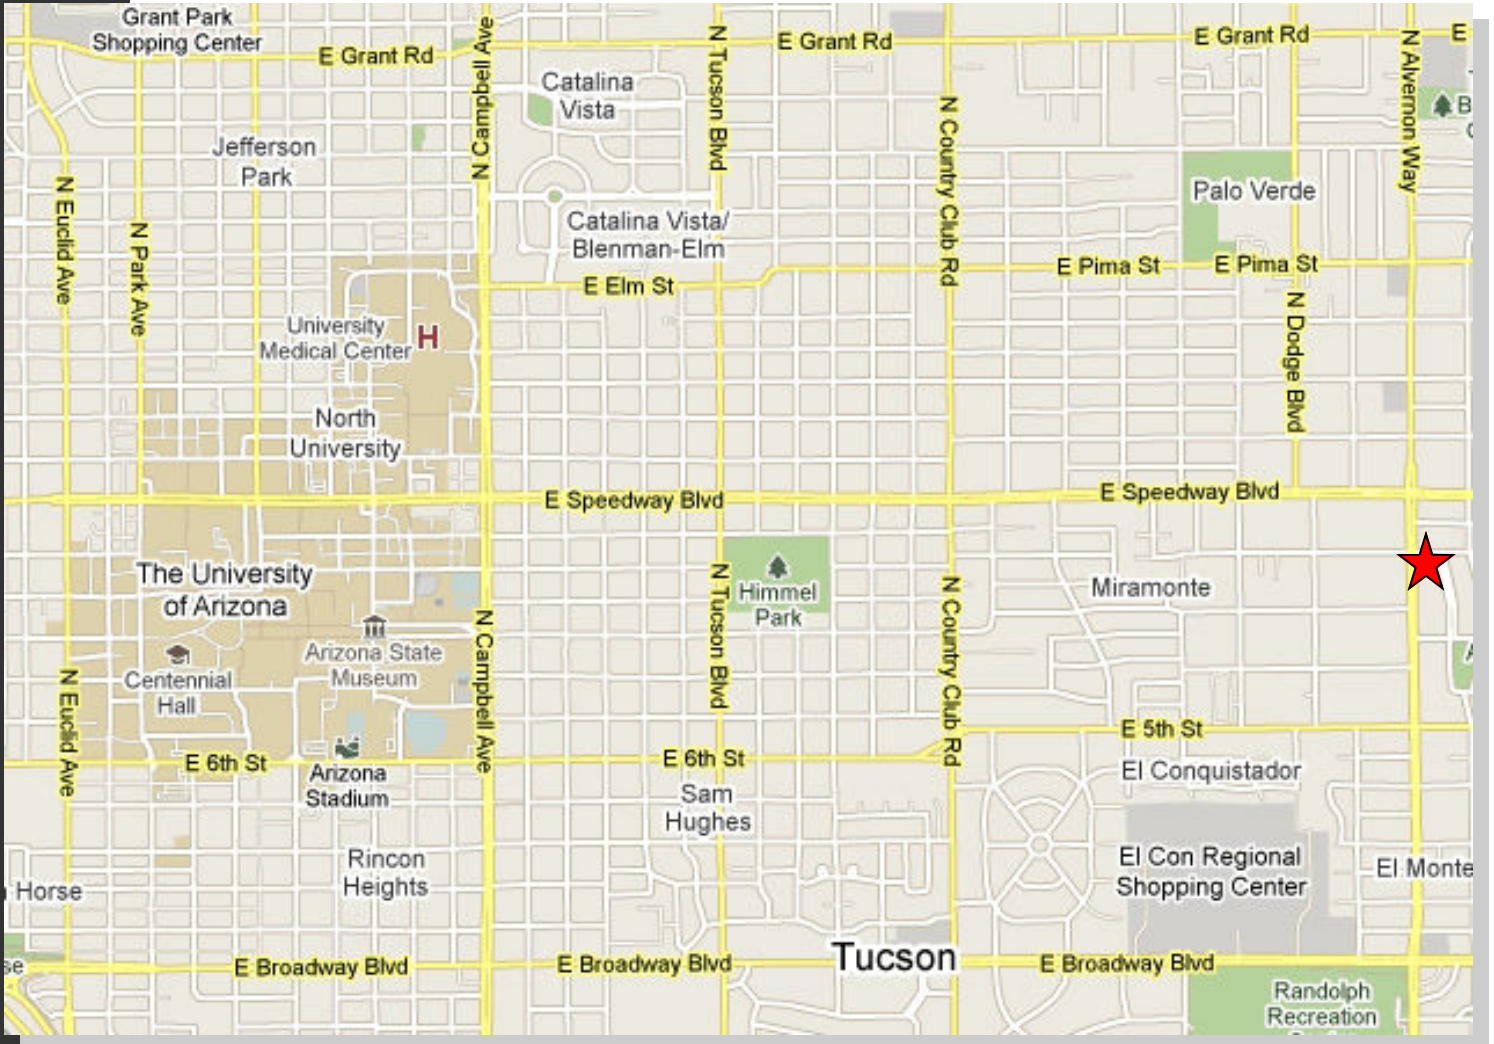 Grant Park
Shopping Center
E Grant Rd
N Campbell Ave
Catalina
Vista
N Tucson Blvd
E Grant Rd
N Country Club Rd
E Grant Rd
N Alvernon Way
E
B
Jefferson
Park
N Euclid Ave
N Park Ave
Catalina Vista/
Blenman-Elm
Palo Verde
E Elm St
E Pima St
E Pima St
N Dodge Blvd
University
Medical Center
H
North
University
E Speedway Blvd
E Speedway Blvd
The University
of Arizona
Himmel
Park
N Tucson Blvd
N Country Club Rd
Miramonte
N Campbell Ave
Arizona State
Museum
Centennial
Hall
N Euclid Ave
E 6th St
Arizona
Stadium
E 6th St
E 5th St
El Conquistador
Sam
Hughes
Rincon
Heights
El Con Regional
Shopping Center
El Monte
Horse
se
E Broadway Blvd
E Broadway Blvd
Tucson
E Broadway Blvd
Randolph
Recreation